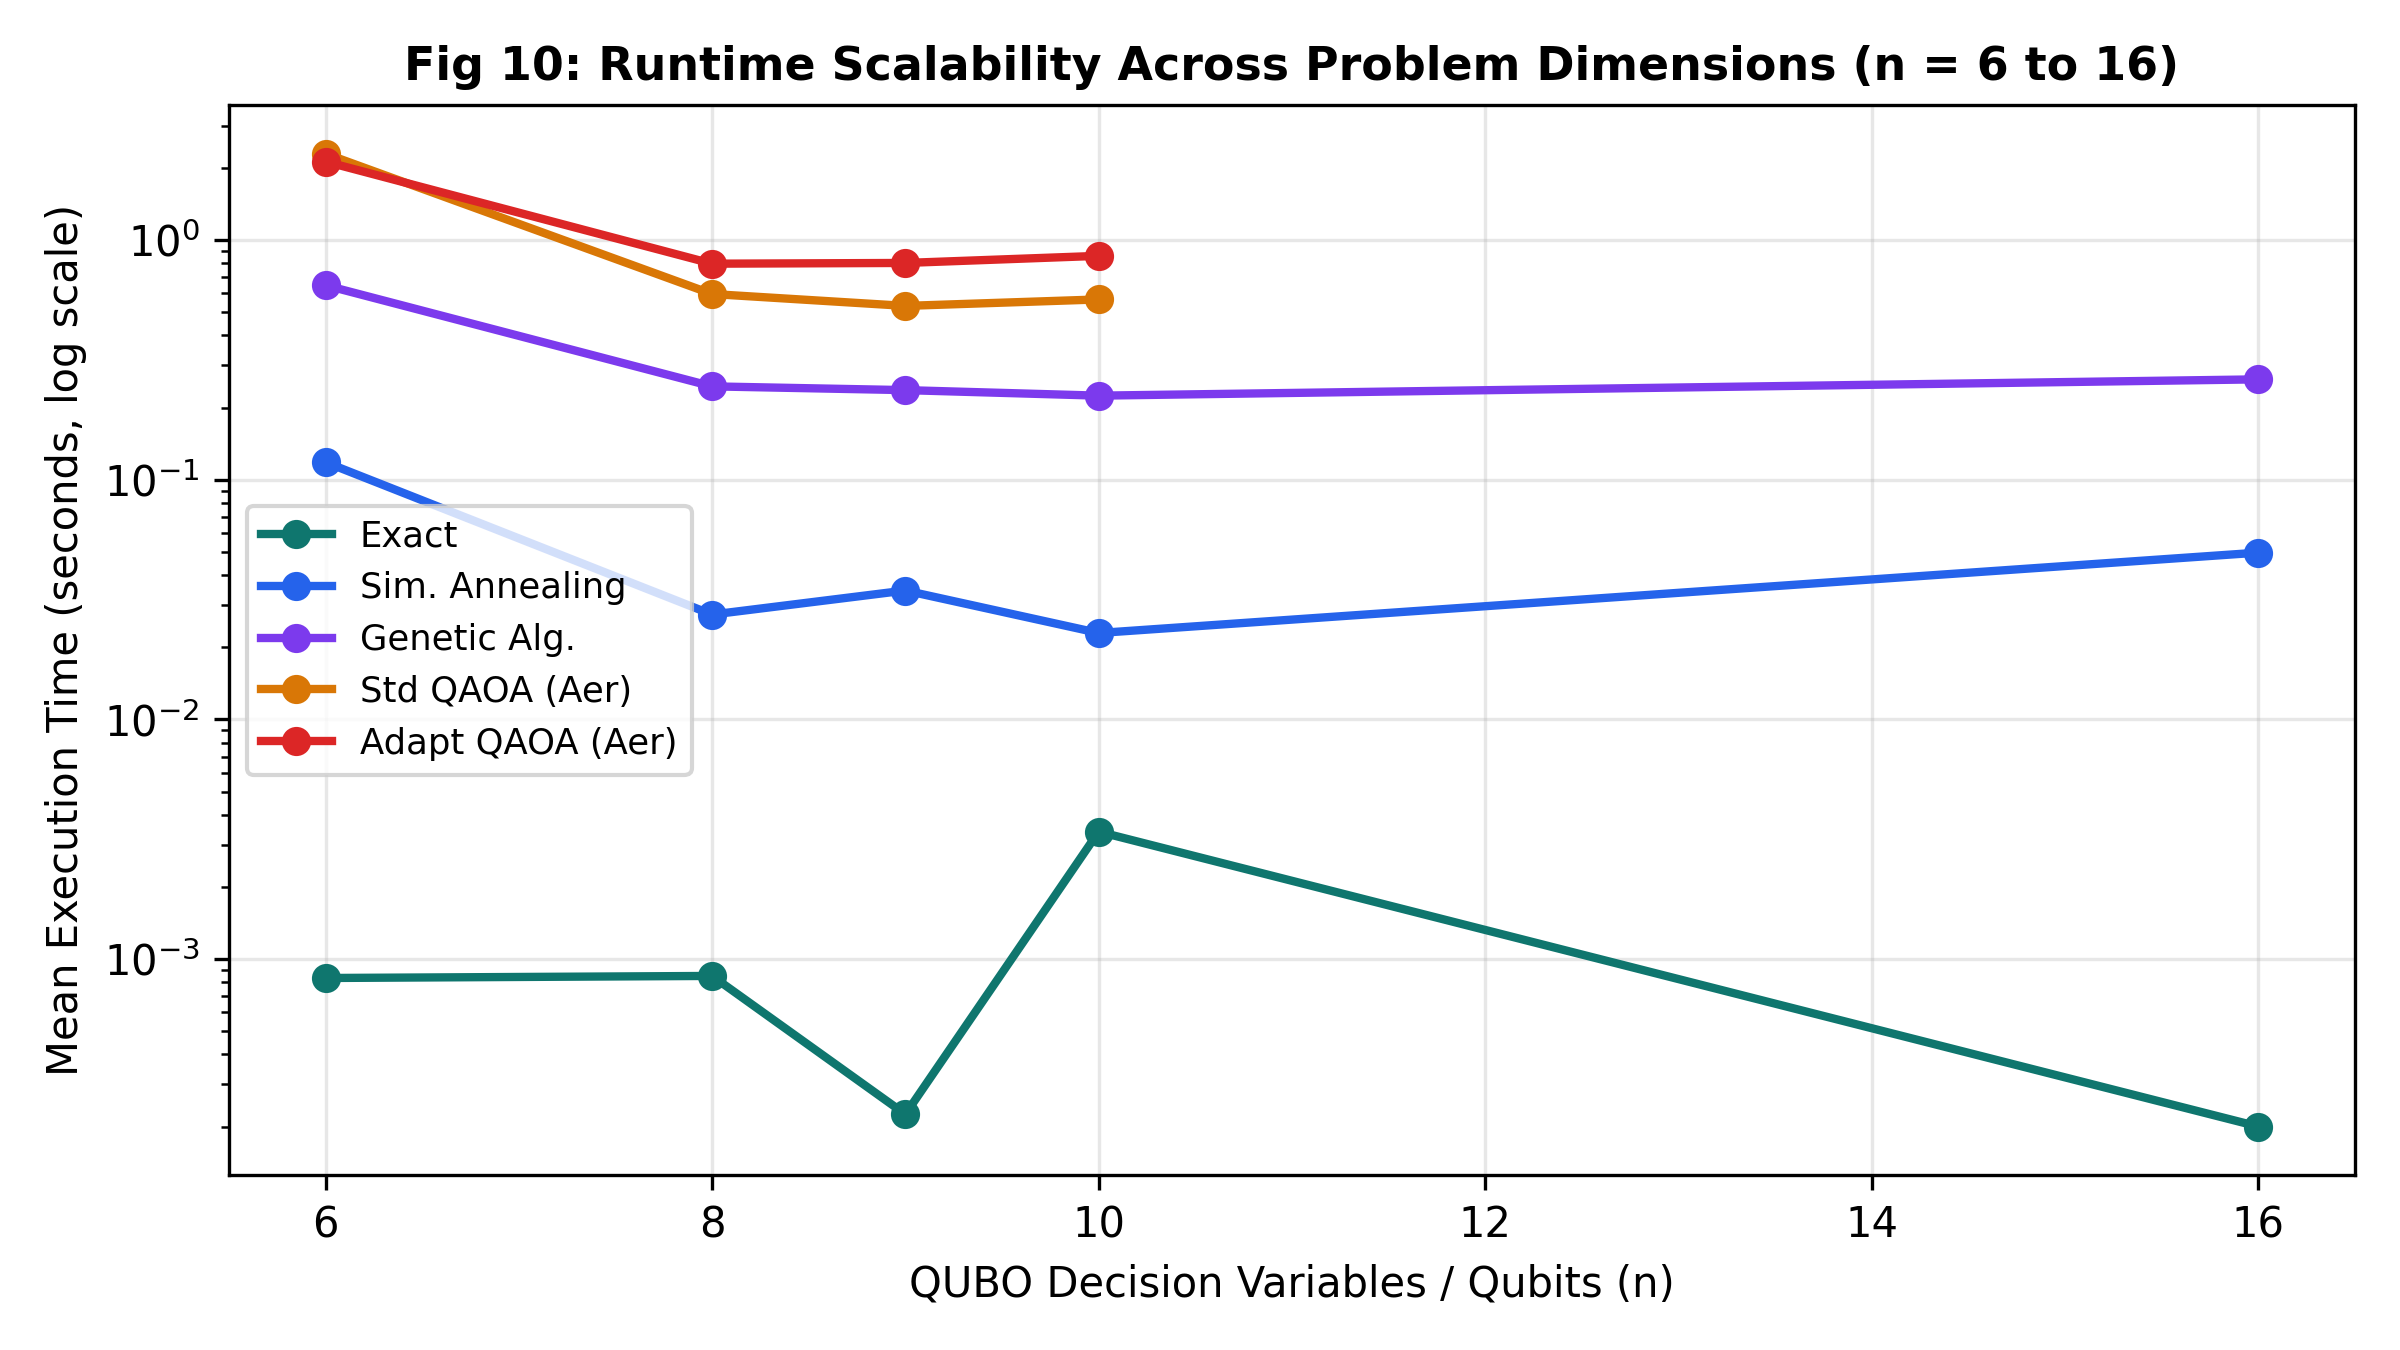 Fig 10: Runtime Scalability Across Problem Dimensions (n = 6 to 16)
Mean Execution Time (seconds, log scale)
10⁰
10⁻¹
10⁻²
10⁻³
Exact
Sim. Annealing
Genetic Alg.
Std QAOA (Aer)
Adapt QAOA (Aer)
6 8 10 12 14 16
QUBO Decision Variables / Qubits (n)